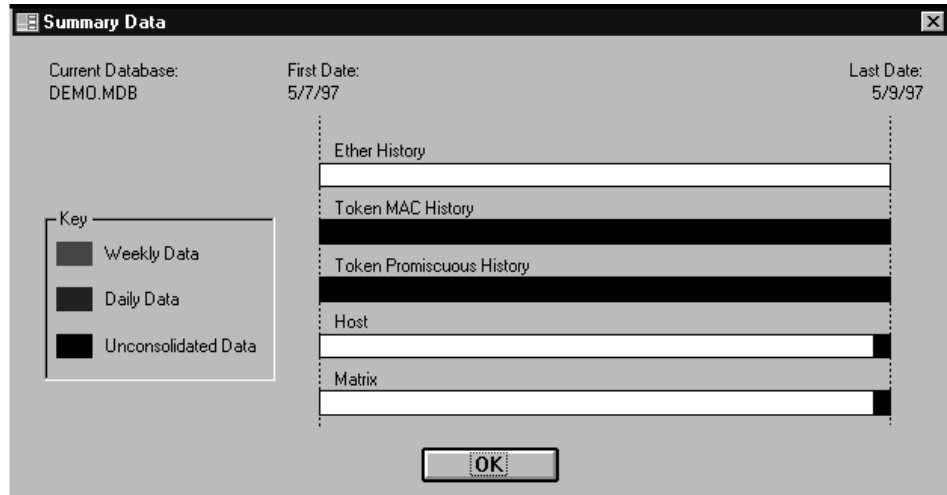 Summary Data
Current Database:
DEMO.MDB
First Date:
5/7/97
Last Date:
5/9/97
Ether History
Token MAC History
Token Promiscuous History
Host
Matrix
Key
Weekly Data
Daily Data
Unconsolidated Data
OK